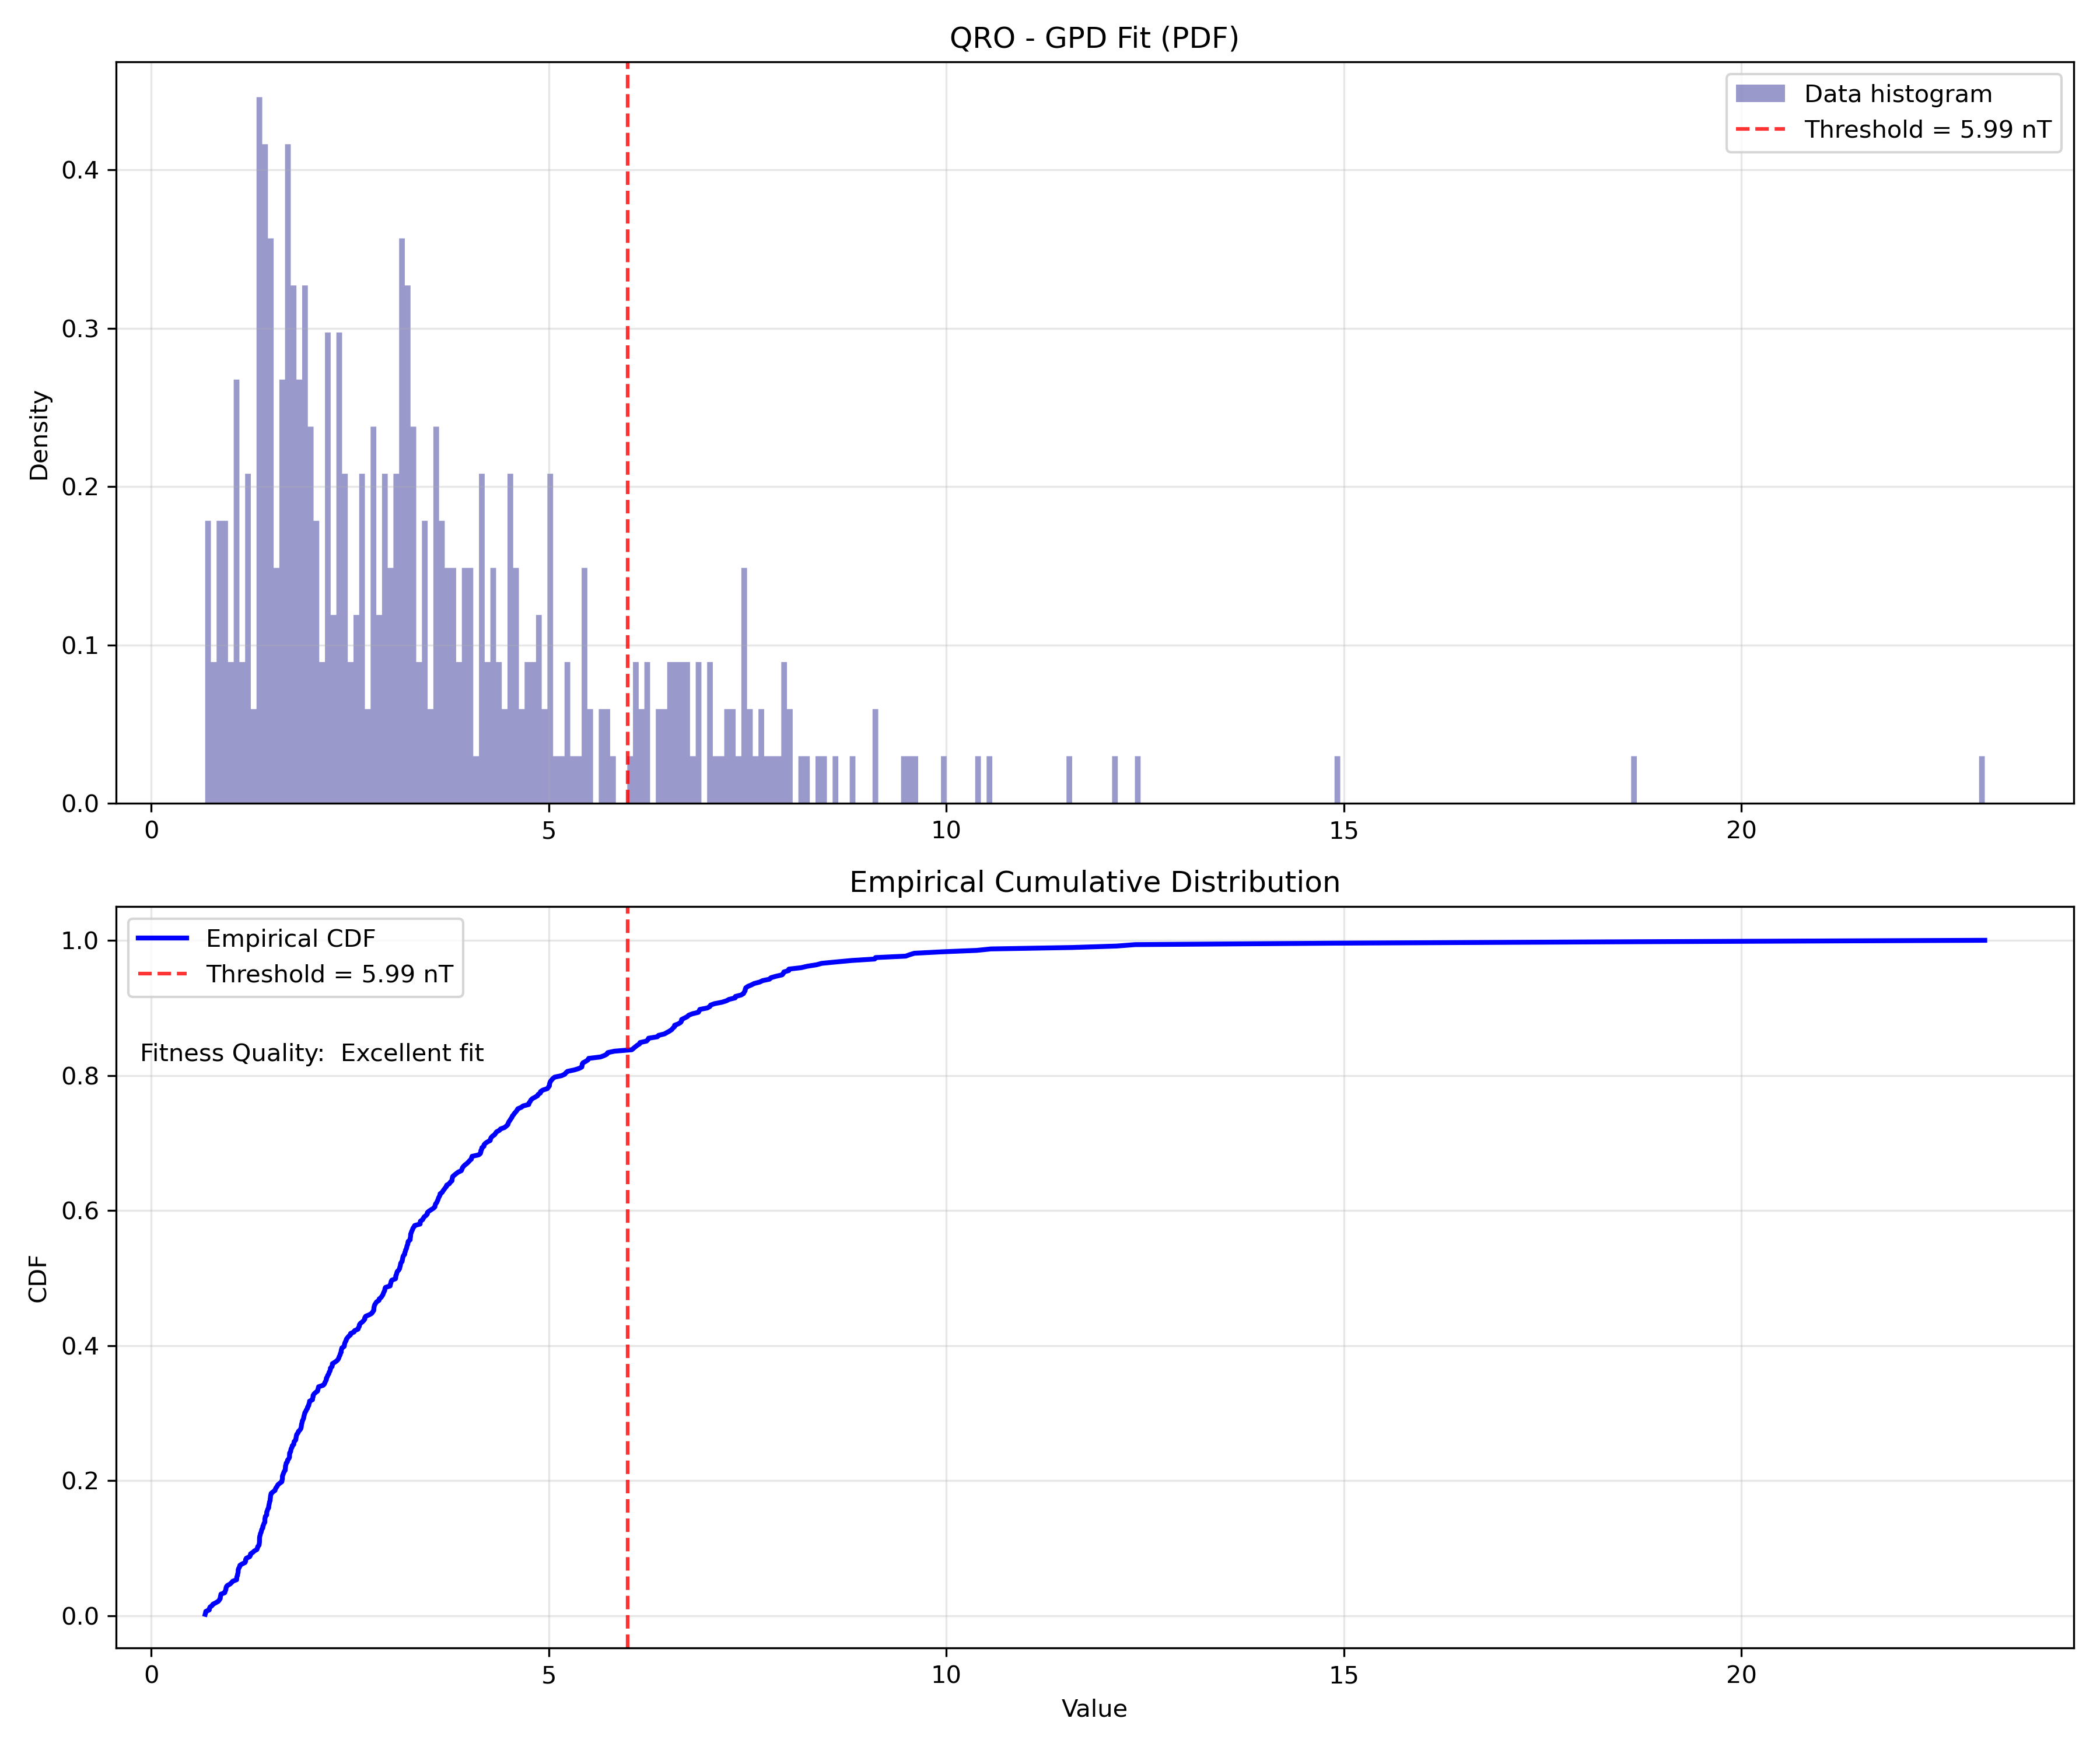 QRO - GPD Fit (PDF)
Data histogram
Threshold = 5.99 nT
Density
0.4
0.3
0.2
0.1
0.0
0 5 10 15 20
Empirical Cumulative Distribution
Empirical CDF
Threshold = 5.99 nT
Fitness Quality: Excellent fit
CDF
1.0
0.8
0.6
0.4
0.2
0.0
0 5 10 15 20
Value